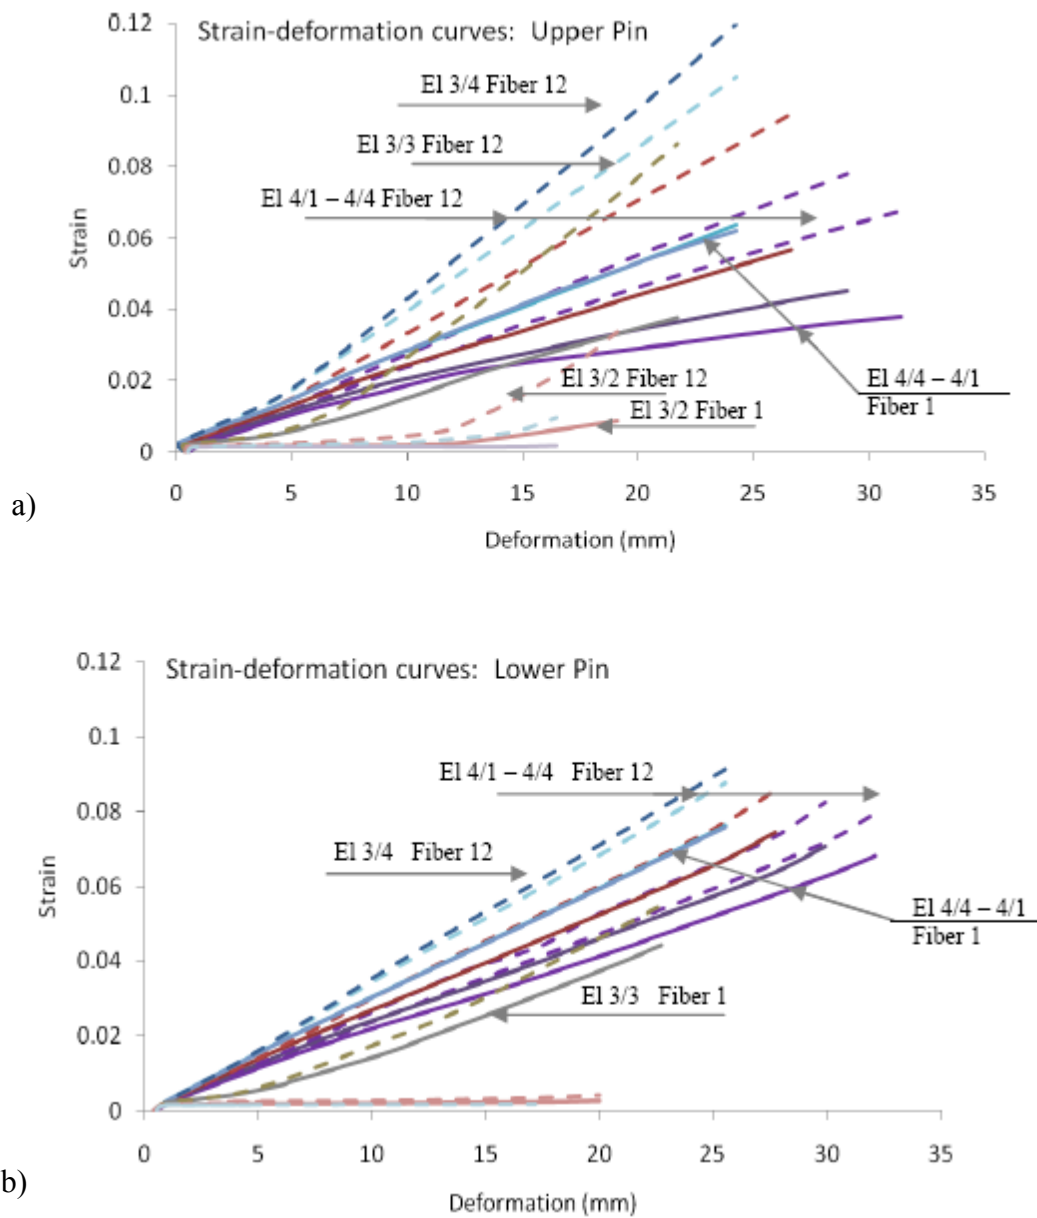 0.12
Strain-deformation curves: Upper Pin
El 3/4 Fiber 12
0.1
El 3/3 Fiber 12
0.08
El 4/1 – 4/4 Fiber 12
0.06
Strain
0.04
El 3/2 Fiber 12
El 4/4 – 4/1
Fiber 1
0.02
El 3/2 Fiber 1
0
0 5 10 15 20 25 30 35
a)
Deformation (mm)
0.12
Strain-deformation curves: Lower Pin
0.1
El 4/1 – 4/4 Fiber 12
0.08
El 3/4 Fiber 12
0.06
Strain
El 4/4 – 4/1
Fiber 1
0.04
El 3/3 Fiber 1
0.02
0
0 5 10 15 20 25 30 35
b)
Deformation (mm)